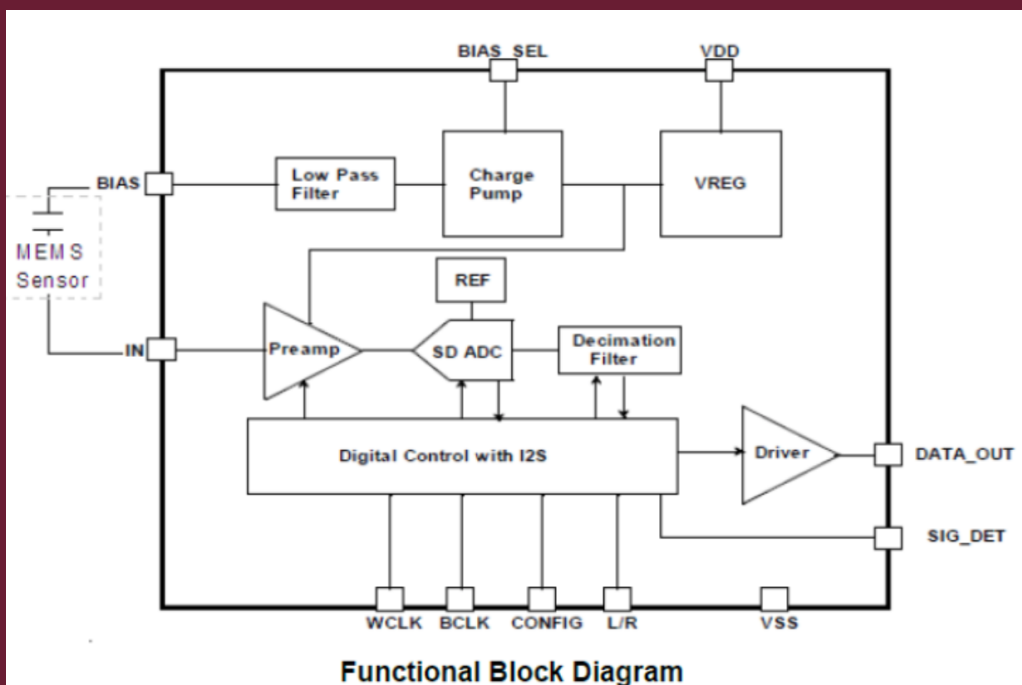 BIAS_SEL
VDD
BIAS
Low Pass
Filter
Charge
Pump
VREG
MEMS
Sensor
REF
IN
Preamp
SD ADC
Decimation
Filter
Digital Control with I2S
Driver
DATA_OUT
SIG_DET
WCLK
BCLK
CONFIG
L/R
VSS
Functional Block Diagram